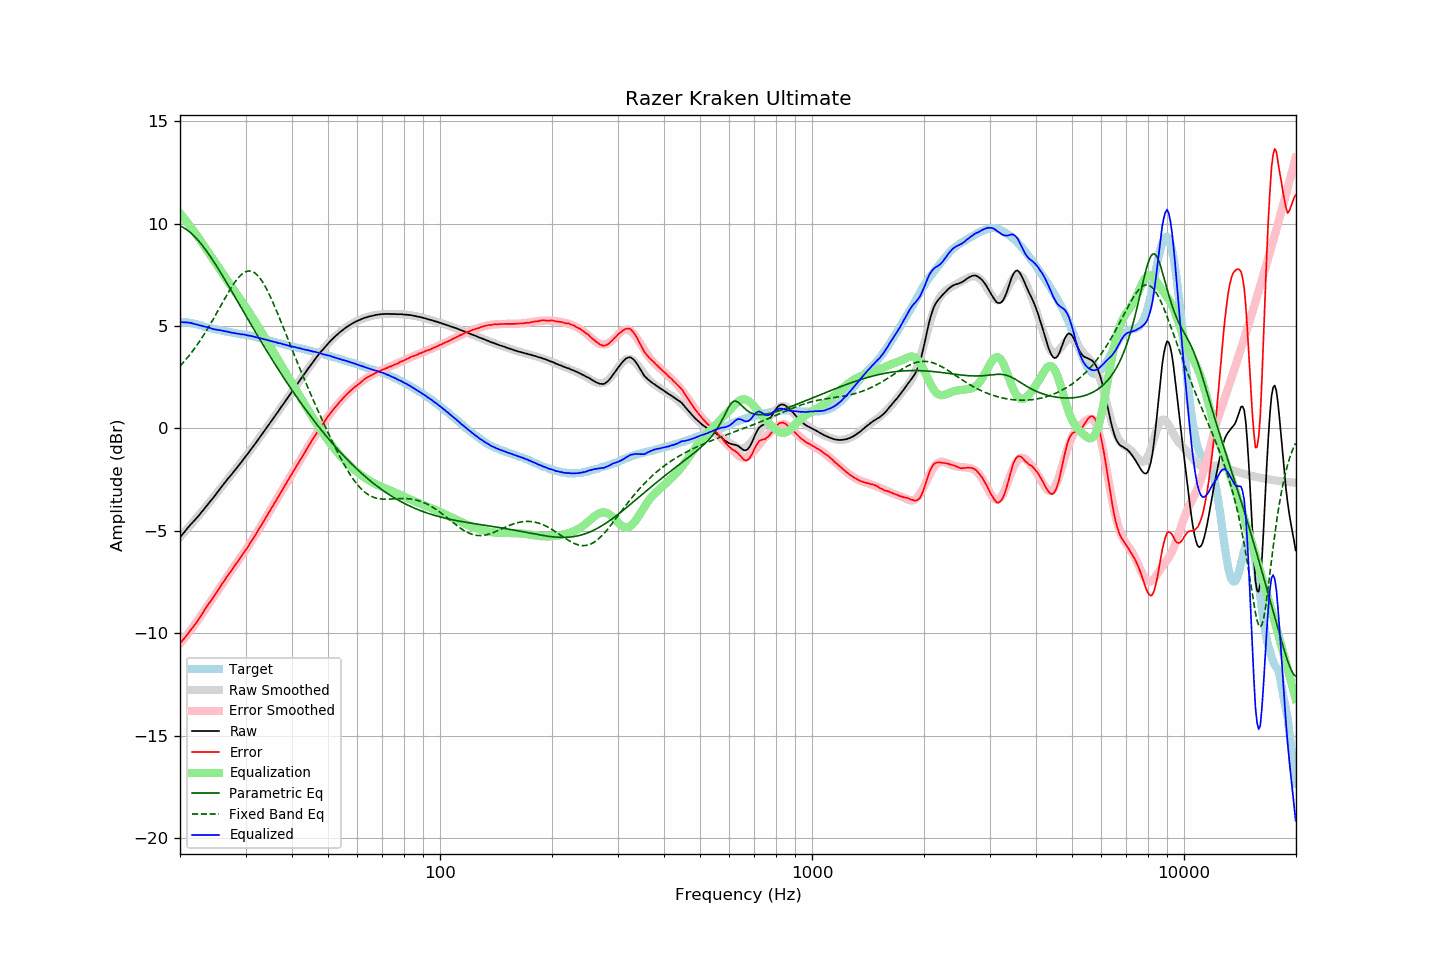 Razer Kraken Ultimate
Amplitude (dBr)
15
10
5
0
−5
−10
−15
−20
Target
Raw Smoothed
Error Smoothed
Raw
Error
Equalization
Parametric Eq
Fixed Band Eq
Equalized
100
1000
10000
Frequency (Hz)